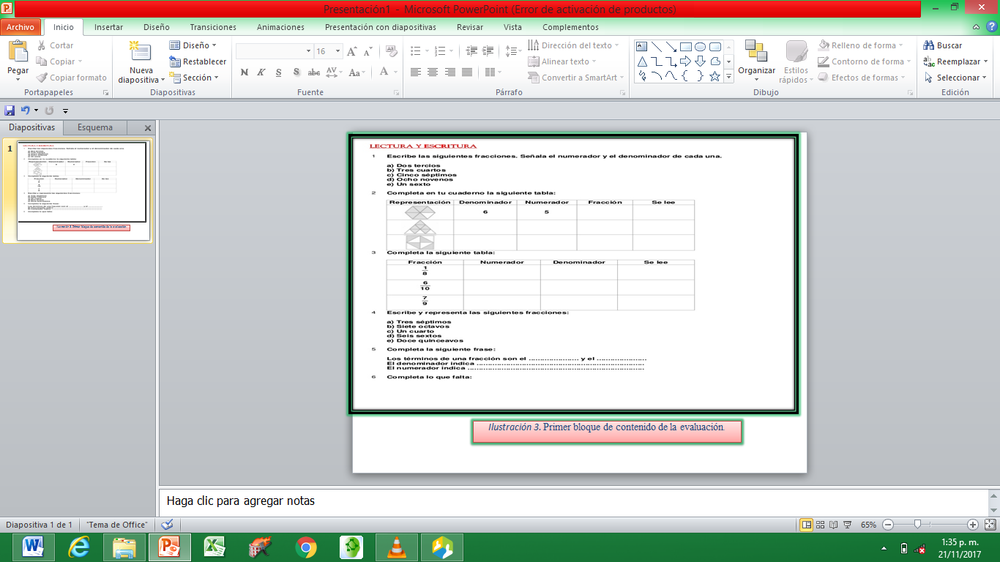 Presentación1 - Microsoft PowerPoint (Error de activación de productos)
Archivo Inicio Insertar Diseño Transiciones Animaciones Presentación con diapositivas Revisar Vista Complementos
Pegar
Cortar
Copiar
Copiar formato
Portapapeles
Nueva diapositiva
Diseño
Restablecer
Sección
Diapositivas
16
N K S S abc AV Aa A
Fuente
Dirección del texto
Alinear texto
Convertir a SmartArt
Párrafo
Organizar
Estilos rápidos
Relleno de forma
Contorno de forma
Efectos de formas
Dibujo
Buscar
Reemplazar
Seleccionar
Edición
Diapositivas Esquema
1
LECTURA Y ESCRITURA
1 Escribe las siguientes fracciones. Señala el numerador y el denominador de cada una.
a) Dos tercios
b) Tres cuartos
c) Cinco séptimos
d) Ocho novenos
e) Un sexto
2 Completa en tu cuaderno la siguiente tabla:
Representación Denominador Numerador Fracción Se lee
6 5
3 Completa la siguiente tabla:
Fracción Numerador Denominador Se lee
1
8
6
10
7
9
4 Escribe y representa las siguientes fracciones:
a) Tres séptimos
b) Siete octavos
c) Un cuarto
d) Seis sextos
e) Doce quinceavos
5 Completa la siguiente frase:
Los términos de una fracción son el ........................ y el ........................
El denominador indica ................................................................................
El numerador indica ....................................................................................
6 Completa lo que falta:
Ilustración 3. Primer bloque de contenido de la evaluación.
Haga clic para agregar notas
Diapositiva 1 de 1 "Tema de Office" 65%
1:35 p. m.
21/11/2017